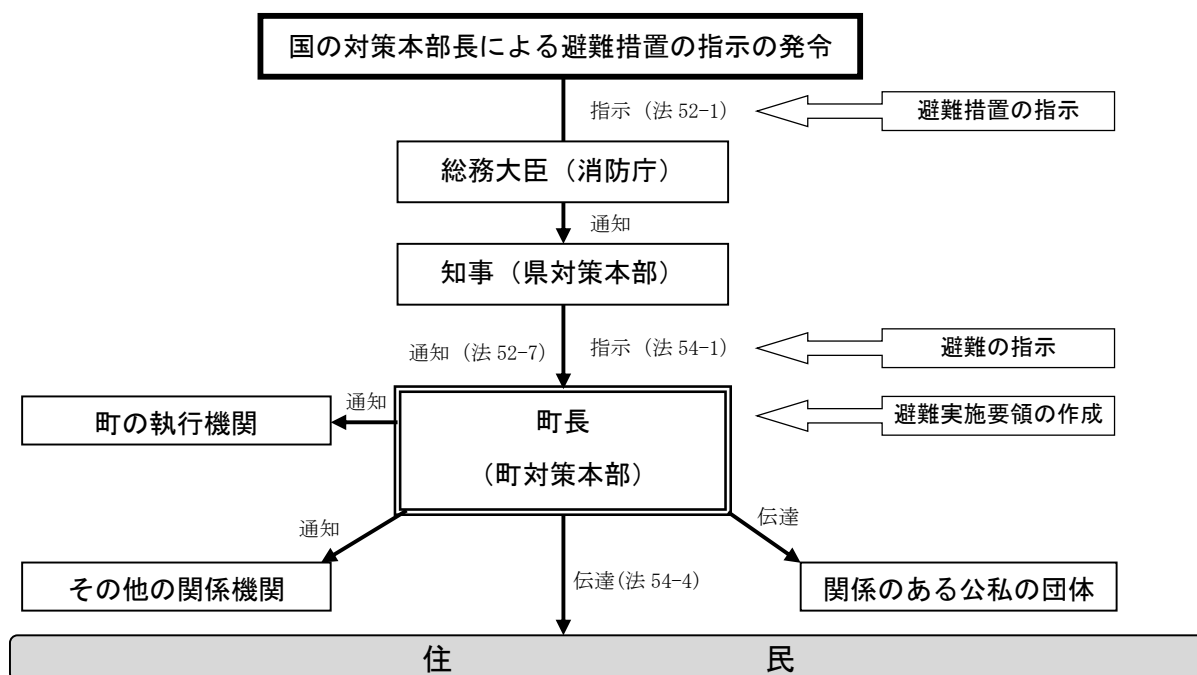 国の対策本部長による避難措置の指示の発令
指示（法 52-1）
避難措置の指示
総務大臣（消防庁）
通知
知事（県対策本部）
通知（法 52-7）
指示（法 54-1）
避難の指示
町の執行機関
通知
町長
（町対策本部）
避難実施要領の作成
通知
伝達
その他の関係機関
伝達(法 54-4)
関係のある公私の団体
住 民